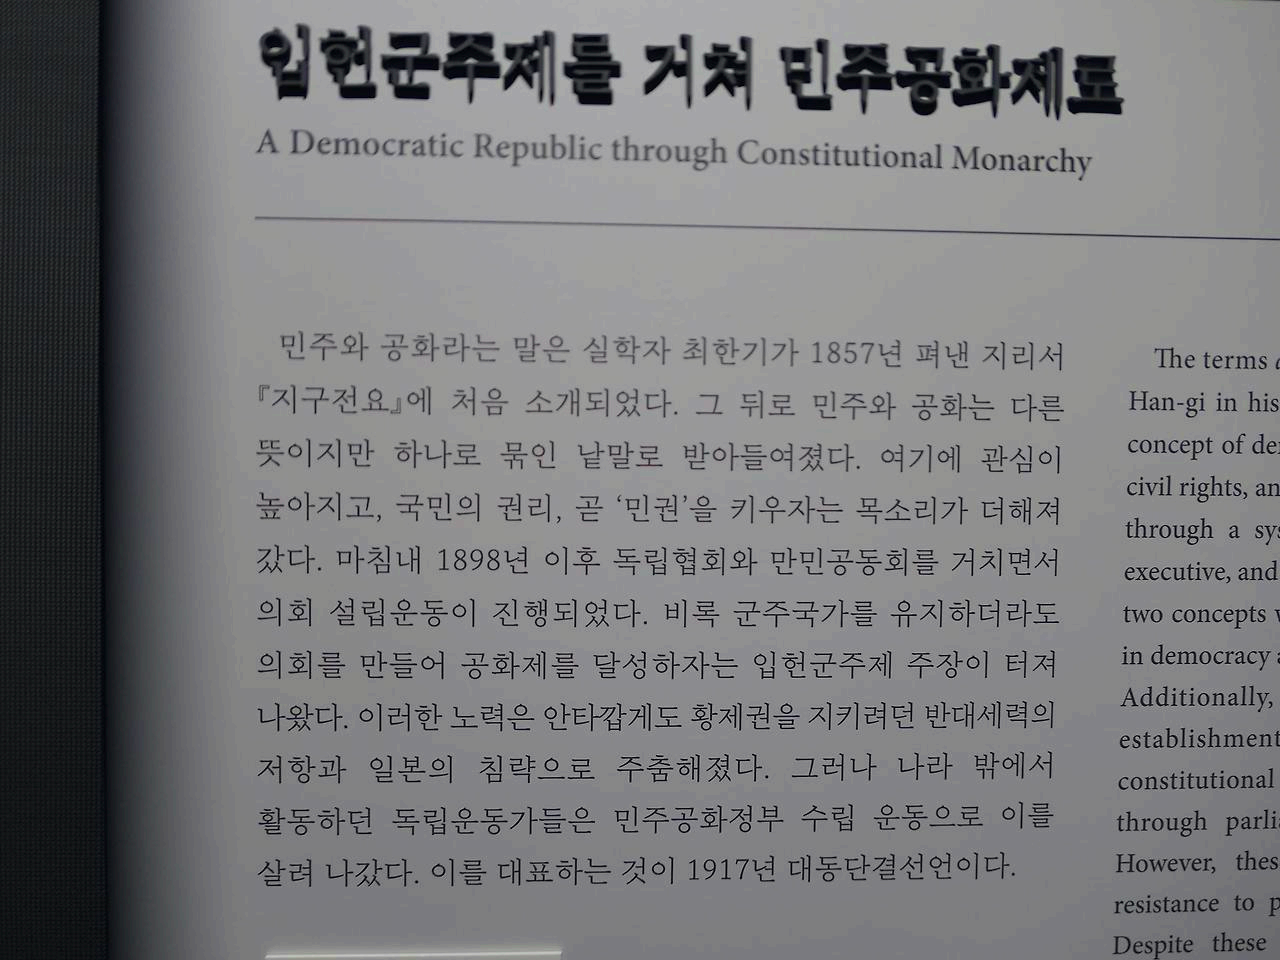 입헌군주제를 거쳐 민주공화제로
A Democratic Republic through Constitutional Monarchy
민주와 공화라는 말은 실학자 최한기가 1857년 펴낸 지리서
『지구전요』에 처음 소개되었다. 그 뒤로 민주와 공화는 다른
뜻이지만 하나로 묶인 낱말로 받아들여졌다. 여기에 관심이
높아지고, 국민의 권리, 곧 ‘민권’을 키우자는 목소리가 더해져
갔다. 마침내 1898년 이후 독립협회와 만민공동회를 거치면서
의회 설립운동이 진행되었다. 비록 군주국가를 유지하더라도
의회를 만들어 공화제를 달성하자는 입헌군주제 주장이 터져
나왔다. 이러한 노력은 안타깝게도 황제권을 지키려던 반대세력의
저항과 일본의 침략으로 주춤해졌다. 그러나 나라 밖에서
활동하던 독립운동가들은 민주공화정부 수립 운동으로 이를
살려 나갔다. 이를 대표하는 것이 1917년 대동단결선언이다.
The terms
Han-gi in his
concept of
civil rights,
through a
executive, and
two concepts
in democracy
Additionally,
establishment
constitutional
through
However,
resistance to
Despite these